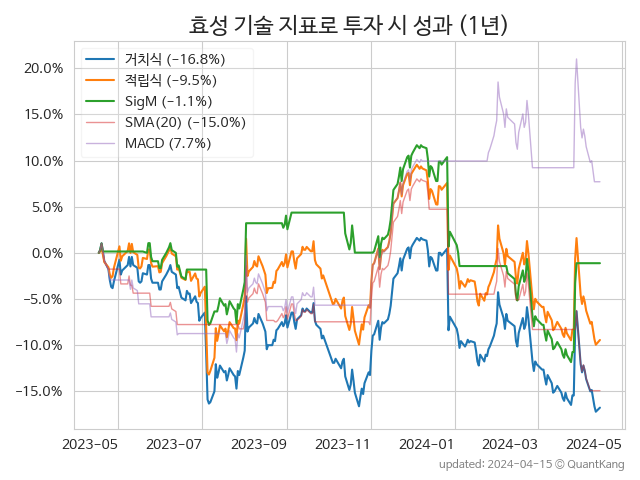 효성 기술 지표로 투자 시 성과 (1년)
거치식 (−16.8%)
적립식 (−9.5%)
SigM (−1.1%)
SMA(20) (−15.0%)
MACD (7.7%)
20.0%
15.0%
10.0%
5.0%
0.0%
−5.0%
−10.0%
−15.0%
2023-05 2023-07 2023-09 2023-11 2024-01 2024-03 2024-05
updated: 2024-04-15 © QuantKang